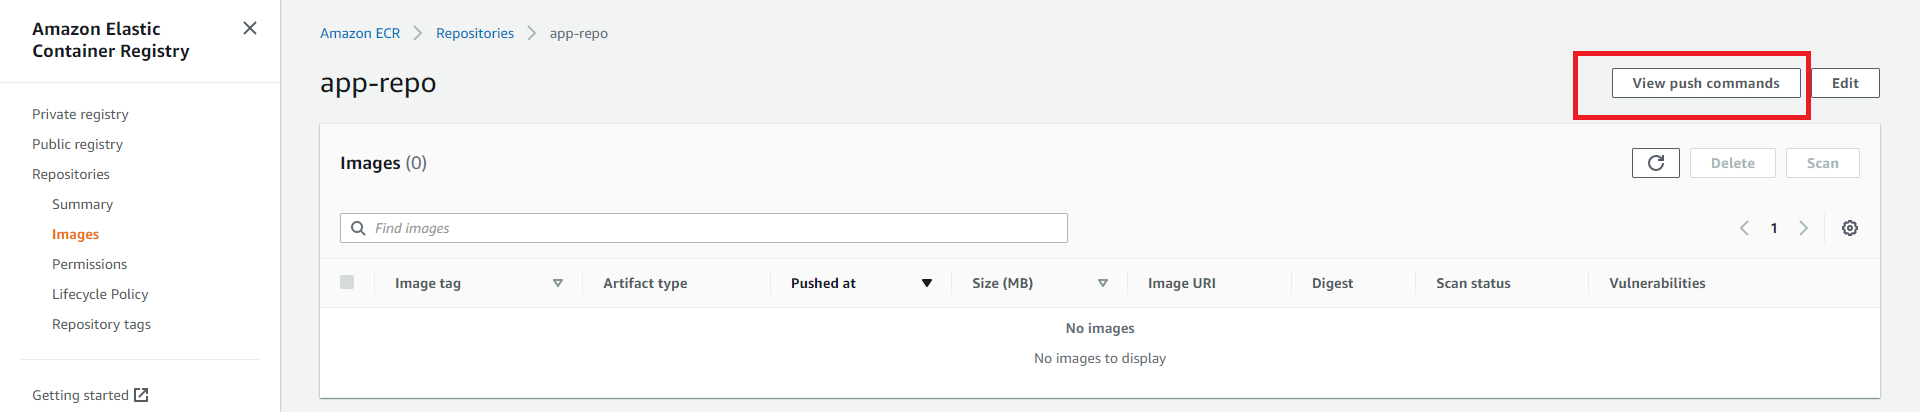 Amazon Elastic
Container Registry
Private registry
Public registry
Repositories
Summary
Images
Permissions
Lifecycle Policy
Repository tags
Getting started
Amazon ECR > Repositories > app-repo
app-repo
View push commands
Edit
Images (0)
Delete
Scan
Find images
1
Image tag
Artifact type
Pushed at
Size (MB)
Image URI
Digest
Scan status
Vulnerabilities
No images
No images to display